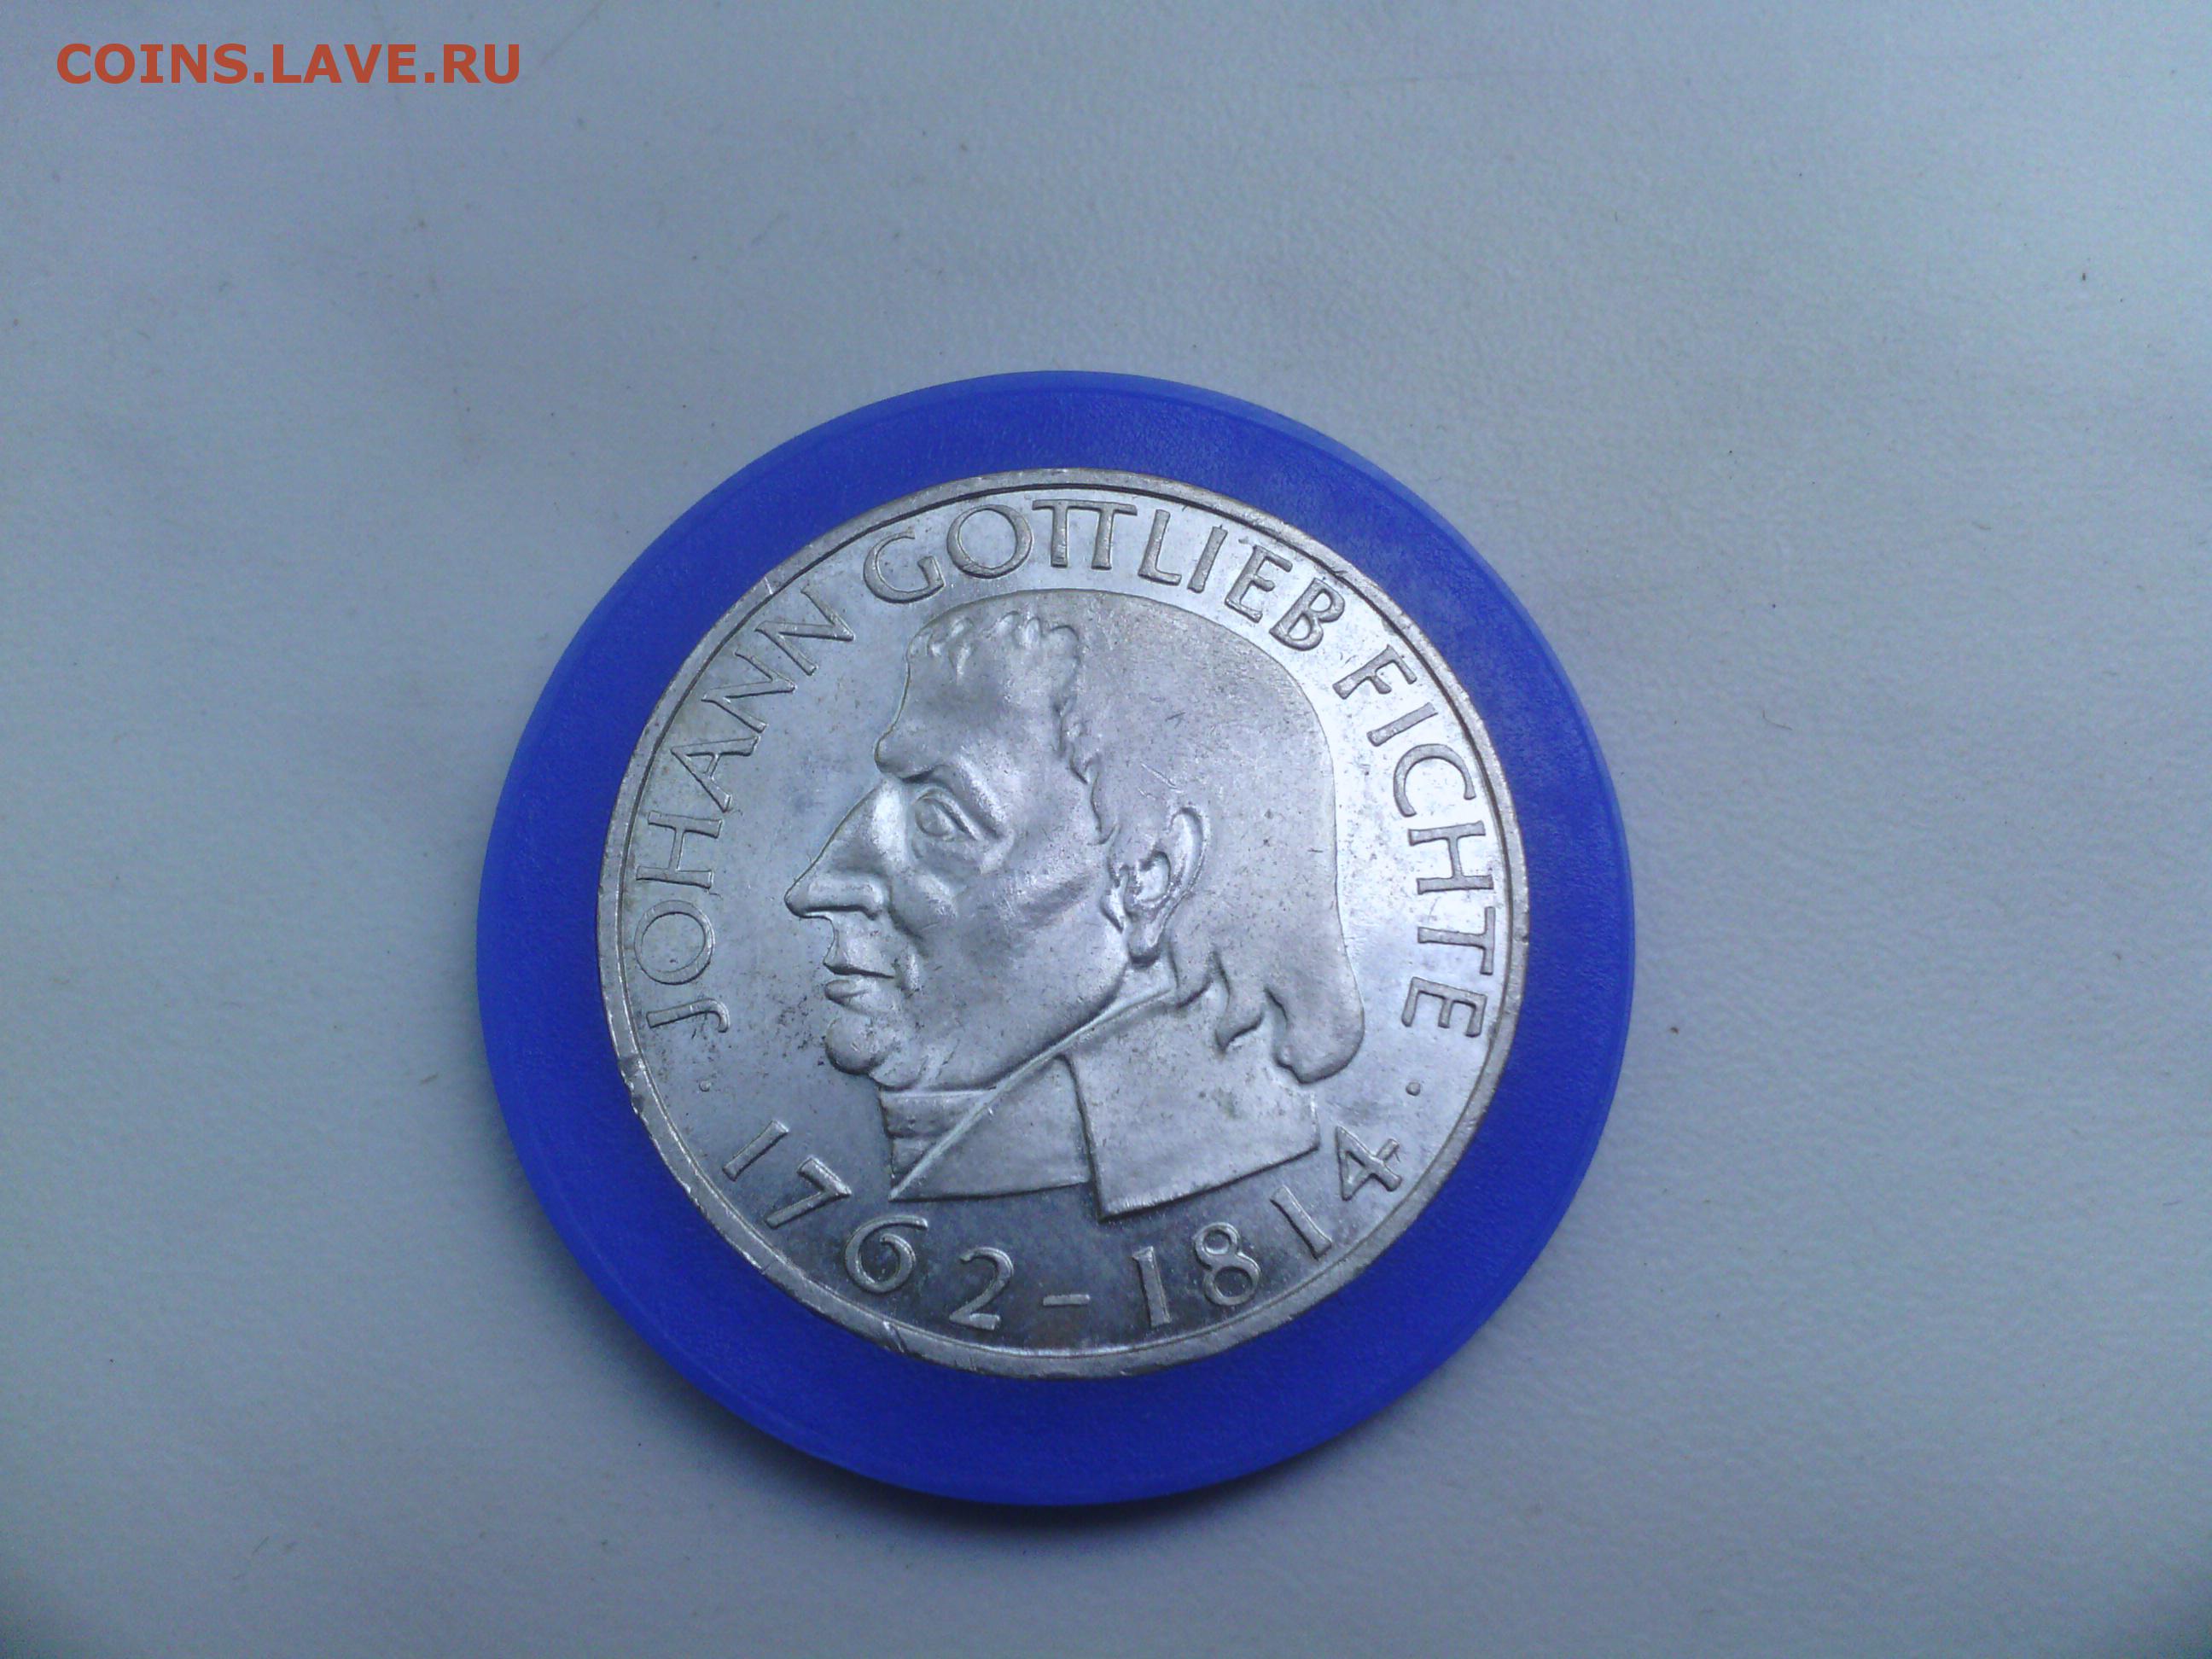 COINS.LAVE.RU
· JOHANN GOTTLIEB FICHTE ·
1762-1814